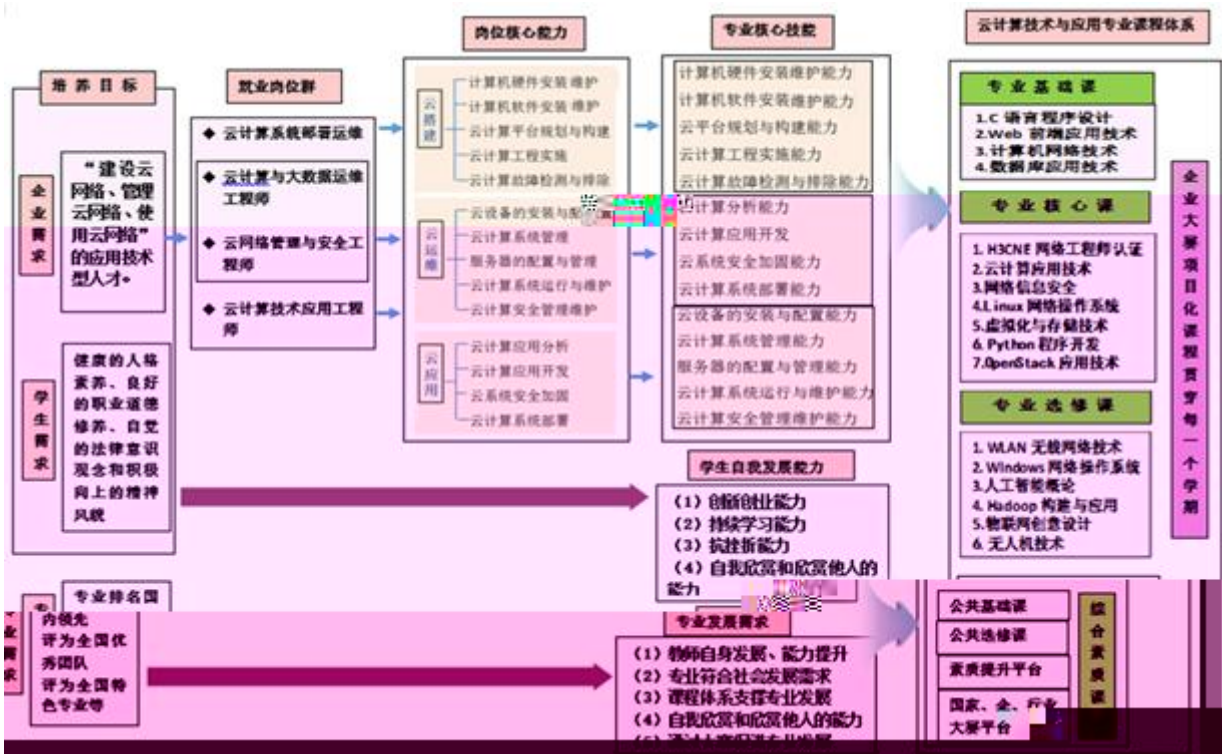 岗位核心能力
专业核心技能
云计算技术与应用专业课程体系
培养目标
就业岗位群
企业需求
“建设云
网络、管理
云网络、使
用云网络”
的应用技术
型人才。
学生需求
健康的人格
素养、良好
的职业道德
修养、自觉
的法律意识
观念和积极
向上的精神
风貌
云计算系统部署运维
云计算与大数据运维
工程师
云网络管理与安全工
程师
云计算技术应用工程
师
云搭建
计算机硬件安装维护
计算机软件安装维护
云计算平台规划与构建
云计算工程实施
云计算故障检测与排除
云运维
云设备的安装与配置
云计算系统管理
服务器的配置与管理
云计算系统运行与维护
云计算安全管理维护
云应用
云计算应用分析
云计算应用开发
云系统安全加固
云计算系统部署
计算机硬件安装维护能力
计算机软件安装维护能力
云平台规划与构建能力
云计算工程实施能力
云计算故障检测与排除能力
计算分析能力
云计算应用开发
云系统安全加固能力
云计算系统部署能力
云设备的安装与配置能力
云计算系统管理能力
服务器的配置与管理能力
云计算系统运行与维护能力
云计算安全管理维护能力
专业基础课
1.C 语言程序设计
2.Web 前端应用技术
3.计算机网络技术
4.数据库应用技术
专业核心课
1. H3CNE 网络工程师认证
2.云计算应用技术
3.网络信息安全
4.Linux 网络操作系统
5.虚拟化与存储技术
6. Python 程序开发
7.OpenStack 应用技术
专业选修课
1. WLAN 无线网络技术
2. Windows 网络操作系统
3.人工智能概论
4. Hadoop 构建与应用
5.物联网创意设计
6. 无人机技术
企业大赛项目化课程贯穿每一个学期
学生自我发展能力
（1）创新创业能力
（2）持续学习能力
（3）抗挫折能力
（4）自我欣赏和欣赏他人的
能力
专业需求
专业排名国
内领先
评为全国优
秀团队
评为全国特
色专业等
专业发展需求
（1）教师自身发展、能力提升
（2）专业符合社会发展需求
（3）课程体系支撑专业发展
（4）自我欣赏和欣赏他人的能力
公共基础课
公共选修课
素质提升平台
国家、企、行业
大赛平台
综合素质课